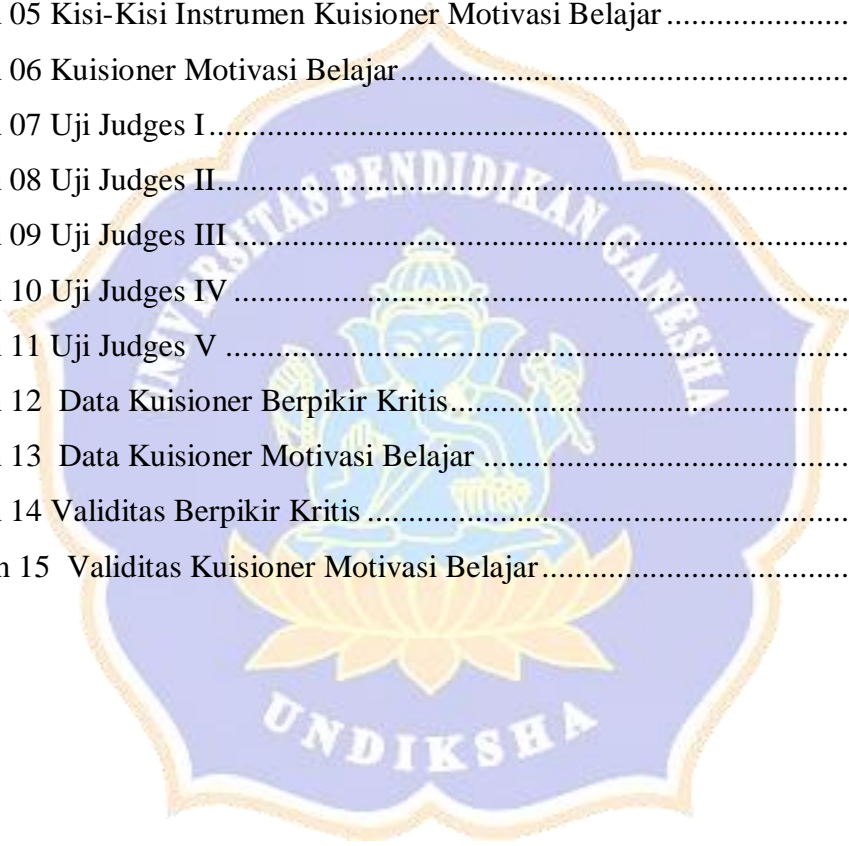 n 05 Kisi-Kisi Instrumen Kuisioner Motivasi Belajar ....................
n 06 Kuisioner Motivasi Belajar..................................................
n 07 Uji Judges I..........................................................................
n 08 Uji Judges II.........................................................................
n 09 Uji Judges III .......................................................................
n 10 Uji Judges IV .......................................................................
n 11 Uji Judges V ........................................................................
n 12  Data Kuisioner Berpikir Kritis..............................................
n 13  Data Kuisioner Motivasi Belajar ..........................................
n 14 Validitas Berpikir Kritis .......................................................
n 15  Validitas Kuisioner Motivasi Belajar...................................
UNIVERSITAS PENDIDIKAN GANESHA
UNDIKSHA